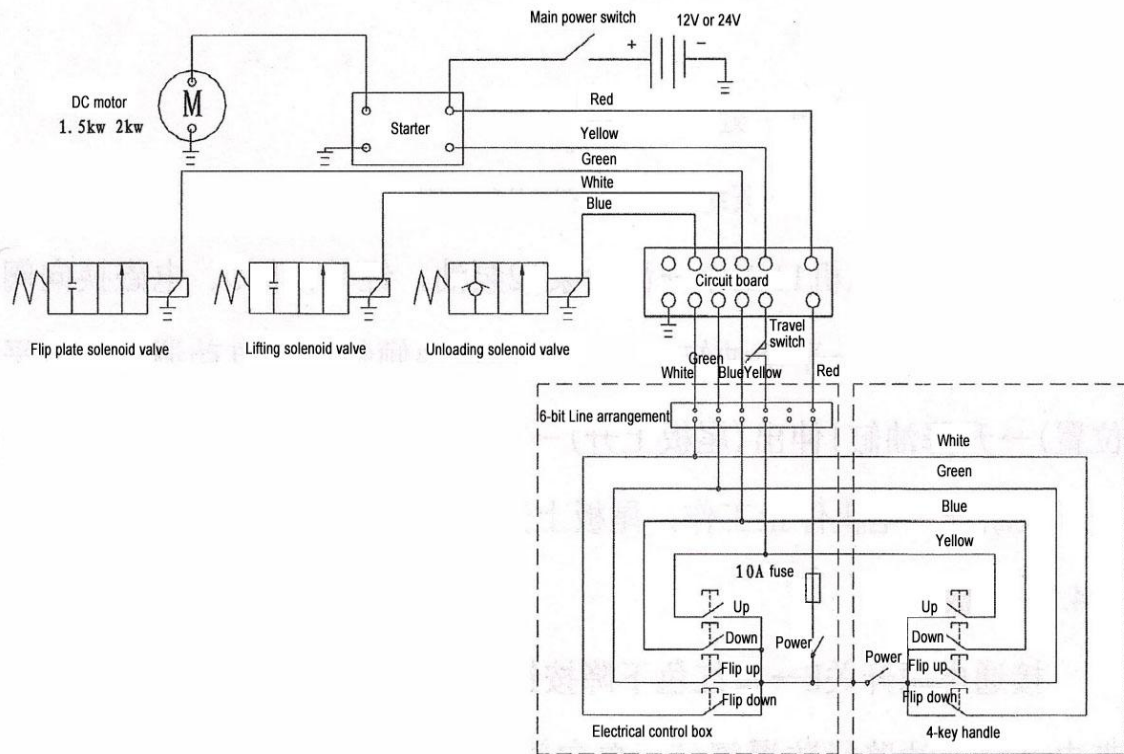 Main power switch
12V or 24V
+
−
DC motor
1.5kw 2kw
M
Starter
Red
Yellow
Green
White
Blue
Circuit board
Flip plate solenoid valve
Lifting solenoid valve
Unloading solenoid valve
Travel
switch
White
Green
Blue
Yellow
Red
6-bit Line arrangement
White
Green
Blue
Yellow
10A fuse
Up
Down
Flip up
Flip down
Power
Power
Up
Down
Flip up
Flip down
Electrical control box
4-key handle